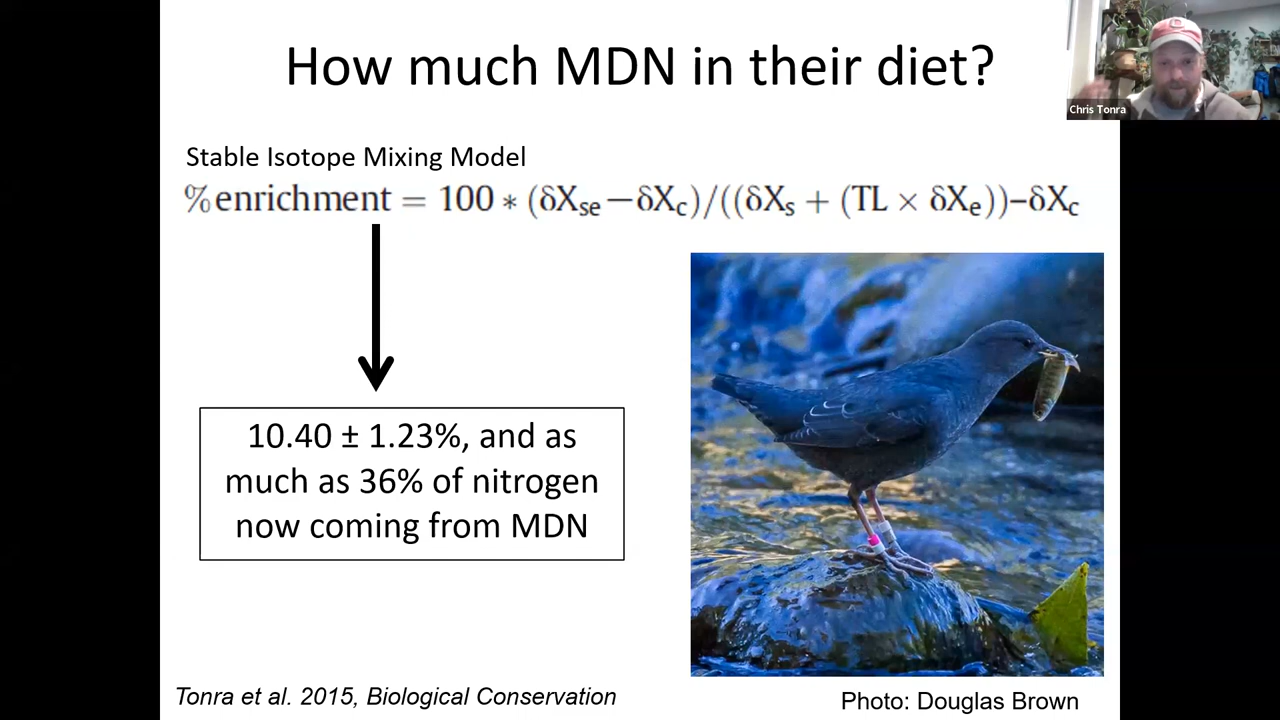 How much MDN in their diet?
Chris Tonra
Stable Isotope Mixing Model
%enrichment = 100 * (δXse−δXc)/((δXs + (TL × δXe))−δXc
10.40 ± 1.23%, and as
much as 36% of nitrogen
now coming from MDN
Tonra et al. 2015, Biological Conservation
Photo: Douglas Brown